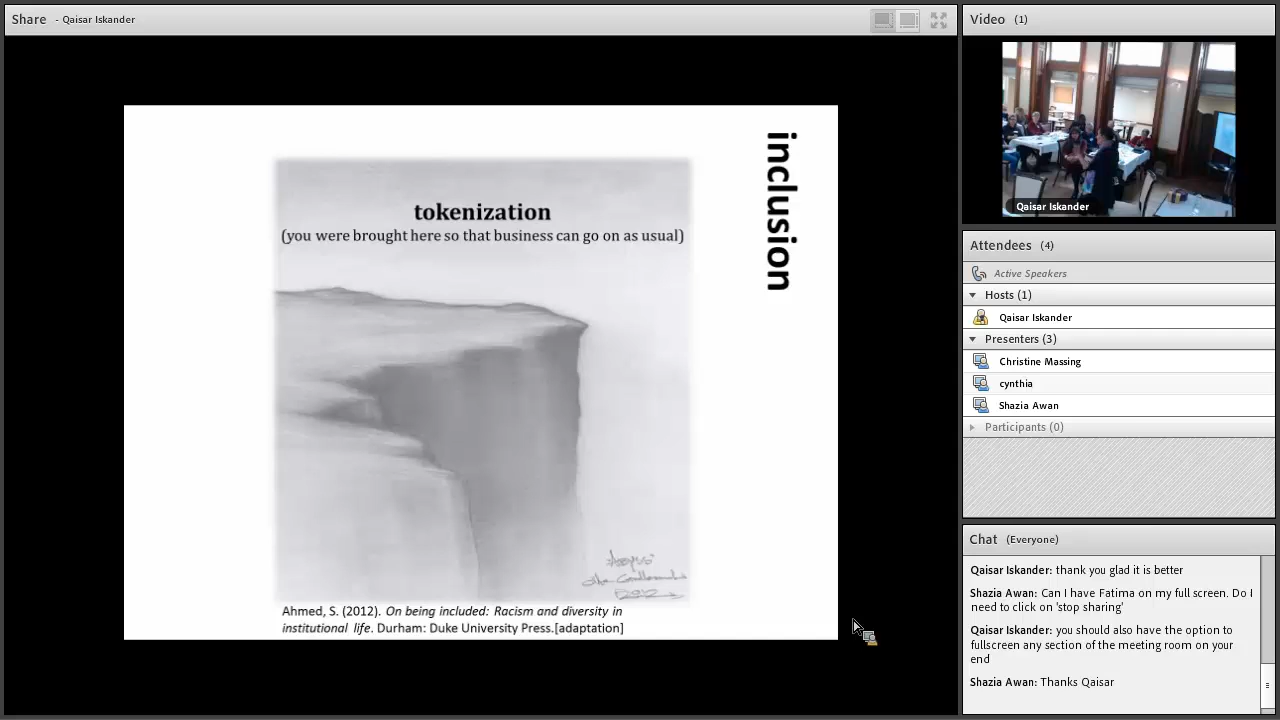 Share - Qaisar Iskander
tokenization
(you were brought here so that business can go on as usual)
inclusion
Ahmed, S. (2012). On being included: Racism and diversity in
institutional life. Durham: Duke University Press.[adaptation]
Video (1)
Qaisar Iskander
Attendees (4)
Active Speakers
Hosts (1)
Qaisar Iskander
Presenters (3)
Christine Massing
cynthia
Shazia Awan
Participants (0)
Chat (Everyone)
Qaisar Iskander: thank you glad it is better
Shazia Awan: Can I have Fatima on my full screen. Do I
need to click on 'stop sharing'
Qaisar Iskander: you should also have the option to
fullscreen any section of the meeting room on your
end
Shazia Awan: Thanks Qaisar